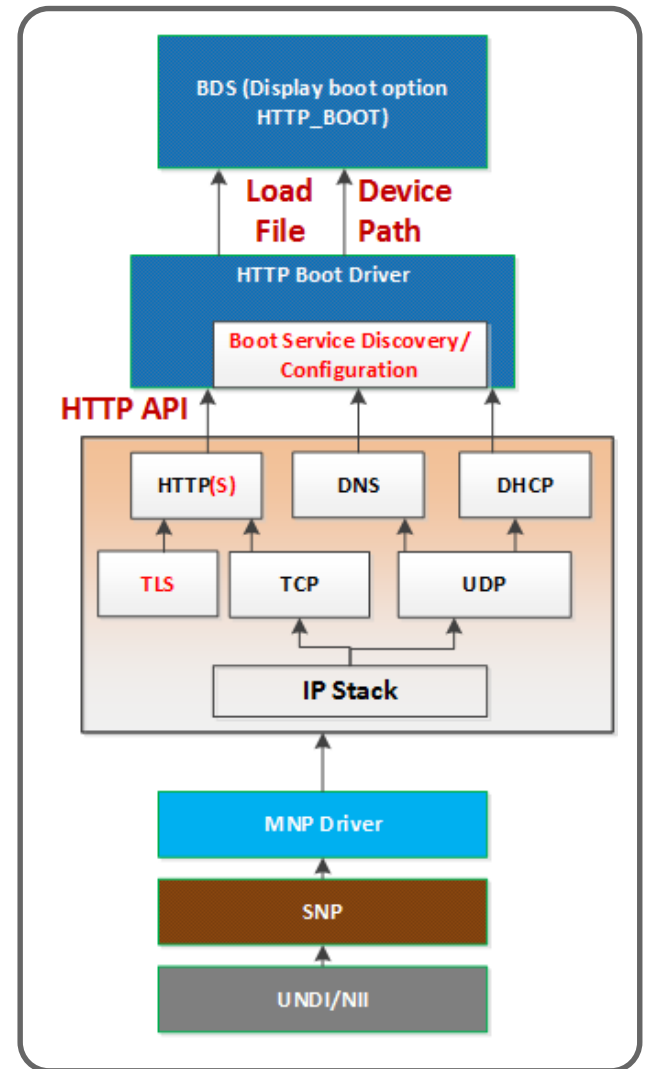 BDS (Display boot option
HTTP_BOOT)
Load
File
Device
Path
HTTP Boot Driver
Boot Service Discovery/
Configuration
HTTP API
HTTP(S)
DNS
DHCP
TLS
TCP
UDP
IP Stack
MNP Driver
SNP
UNDI/NII